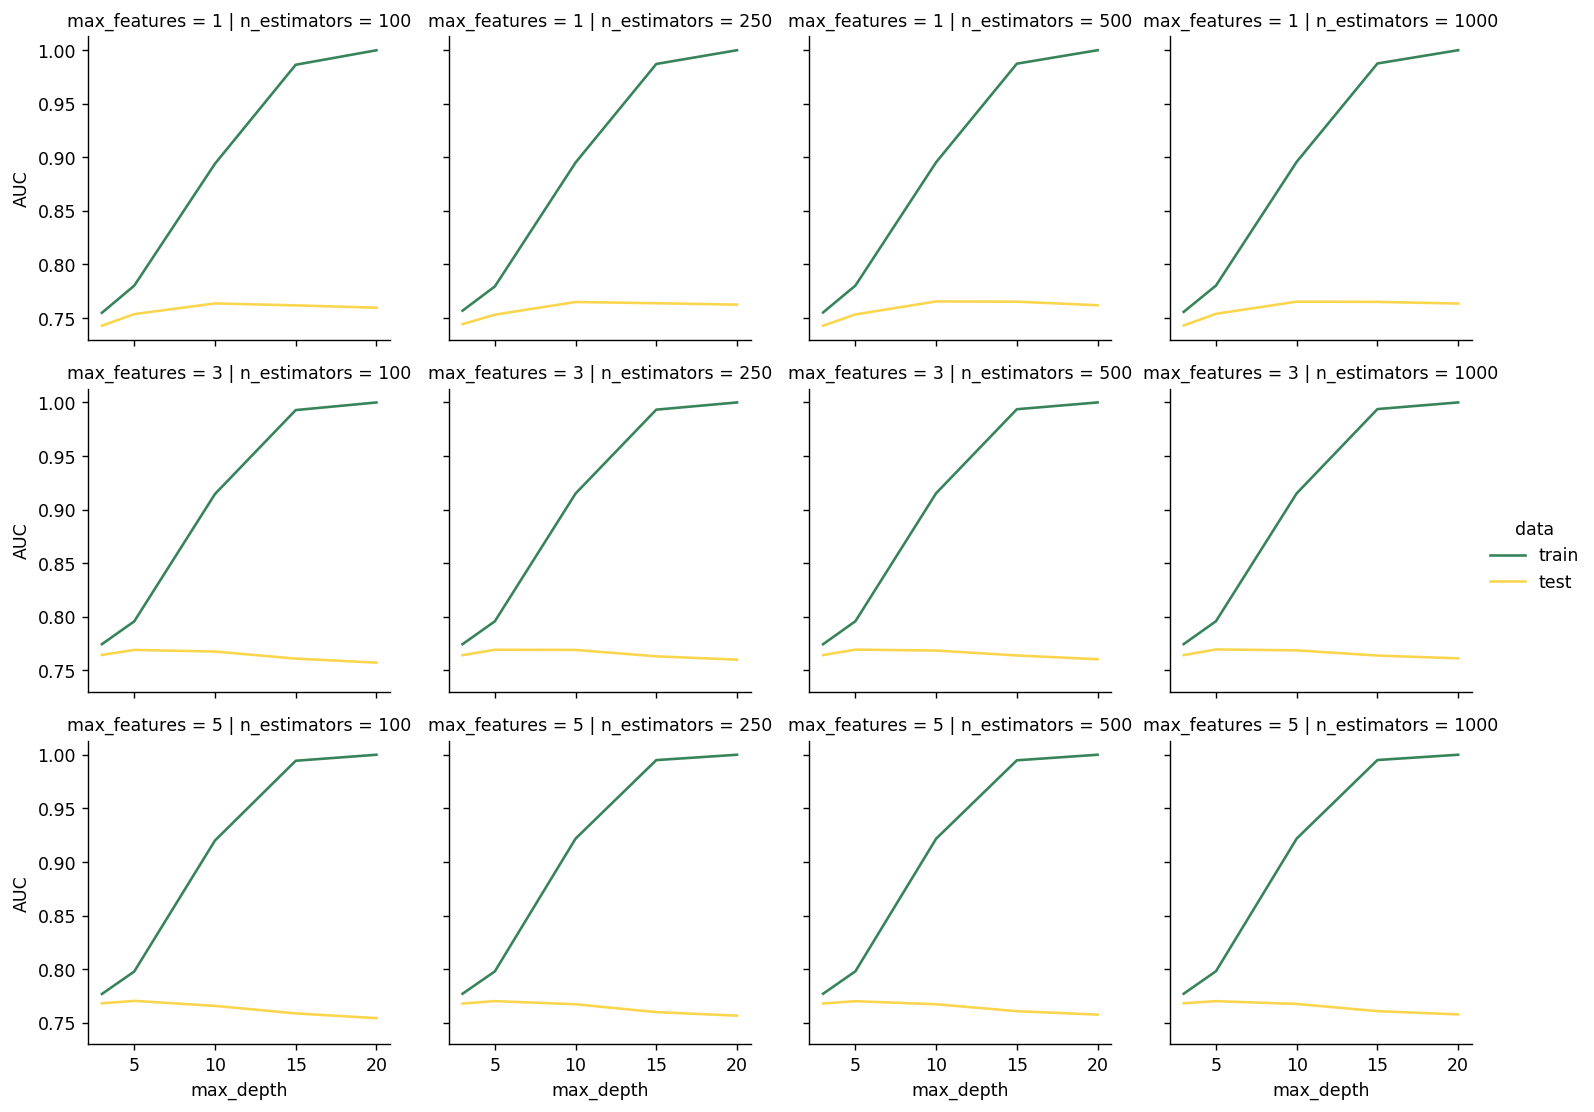 max_features = 1 | n_estimators = 100
max_features = 1 | n_estimators = 250
max_features = 1 | n_estimators = 500
max_features = 1 | n_estimators = 1000
1.00
0.95
0.90
0.85
0.80
0.75
AUC
max_features = 3 | n_estimators = 100
max_features = 3 | n_estimators = 250
max_features = 3 | n_estimators = 500
max_features = 3 | n_estimators = 1000
1.00
0.95
0.90
0.85
0.80
0.75
AUC
data
train
test
max_features = 5 | n_estimators = 100
max_features = 5 | n_estimators = 250
max_features = 5 | n_estimators = 500
max_features = 5 | n_estimators = 1000
1.00
0.95
0.90
0.85
0.80
0.75
AUC
5 10 15 20
max_depth
5 10 15 20
max_depth
5 10 15 20
max_depth
5 10 15 20
max_depth